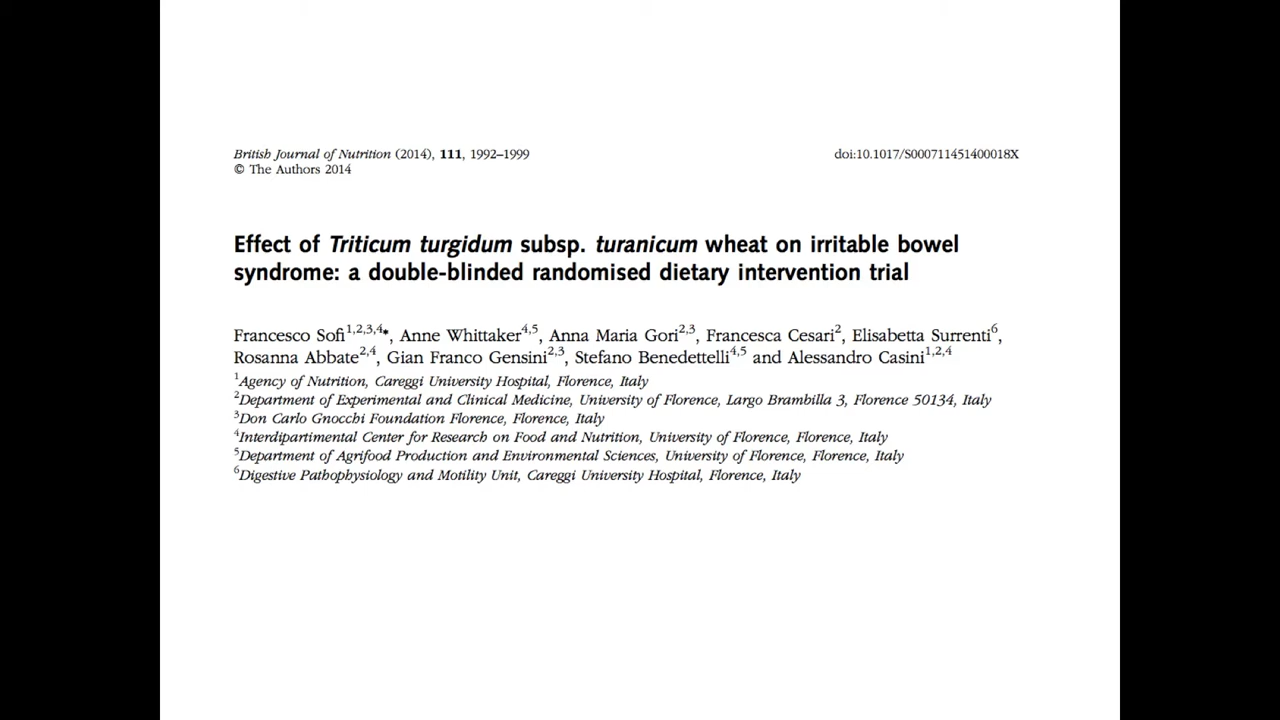 British Journal of Nutrition (2014), 111, 1992–1999 doi:10.1017/S000711451400018X
© The Authors 2014
Effect of Triticum turgidum subsp. turanicum wheat on irritable bowel
syndrome: a double-blinded randomised dietary intervention trial
Francesco Sofi1,2,3,4*, Anne Whittaker4,5, Anna Maria Gori2,3, Francesca Cesari2, Elisabetta Surrenti6,
Rosanna Abbate2,4, Gian Franco Gensini2,3, Stefano Benedettelli4,5 and Alessandro Casini1,2,4
1Agency of Nutrition, Careggi University Hospital, Florence, Italy
2Department of Experimental and Clinical Medicine, University of Florence, Largo Brambilla 3, Florence 50134, Italy
3Don Carlo Gnocchi Foundation Florence, Florence, Italy
4Interdipartimental Center for Research on Food and Nutrition, University of Florence, Florence, Italy
5Department of Agrifood Production and Environmental Sciences, University of Florence, Florence, Italy
6Digestive Pathophysiology and Motility Unit, Careggi University Hospital, Florence, Italy